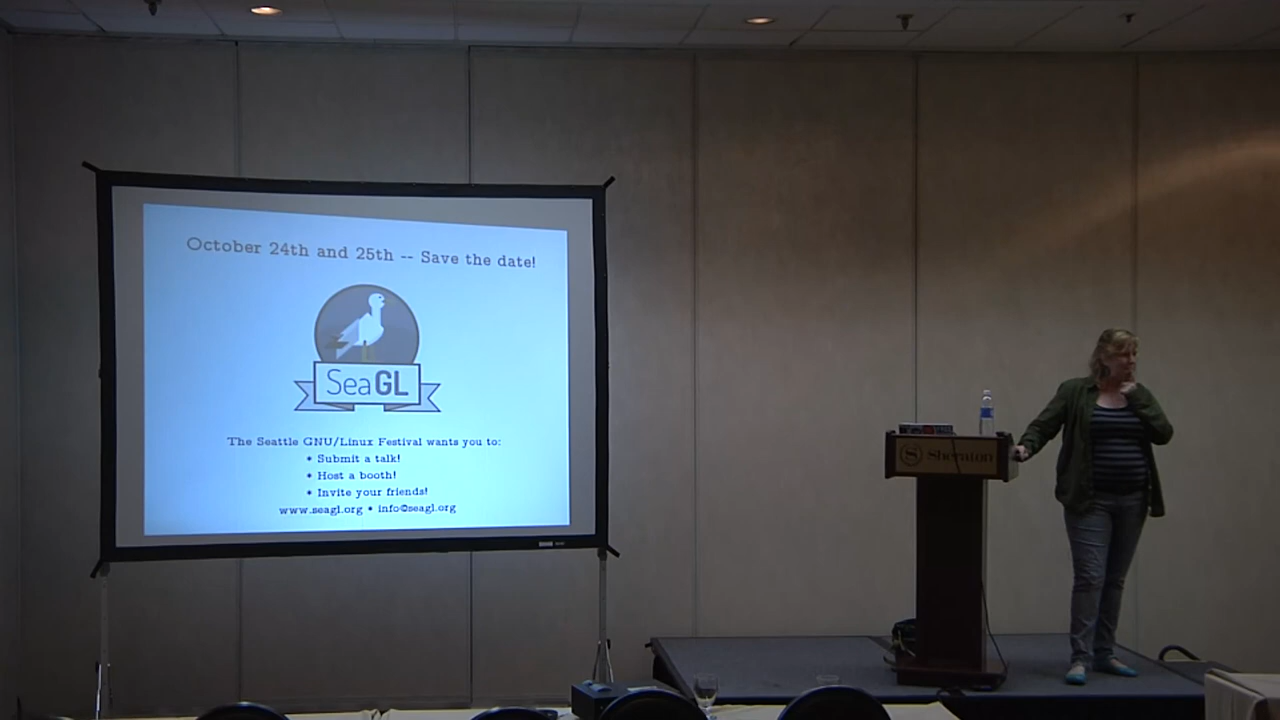 October 24th and 25th -- Save the date!
SeaGL
The Seattle GNU/Linux Festival wants you to:
• Submit a talk!
• Host a booth!
• Invite your friends!
www.seagl.org • info@seagl.org
S Sheraton